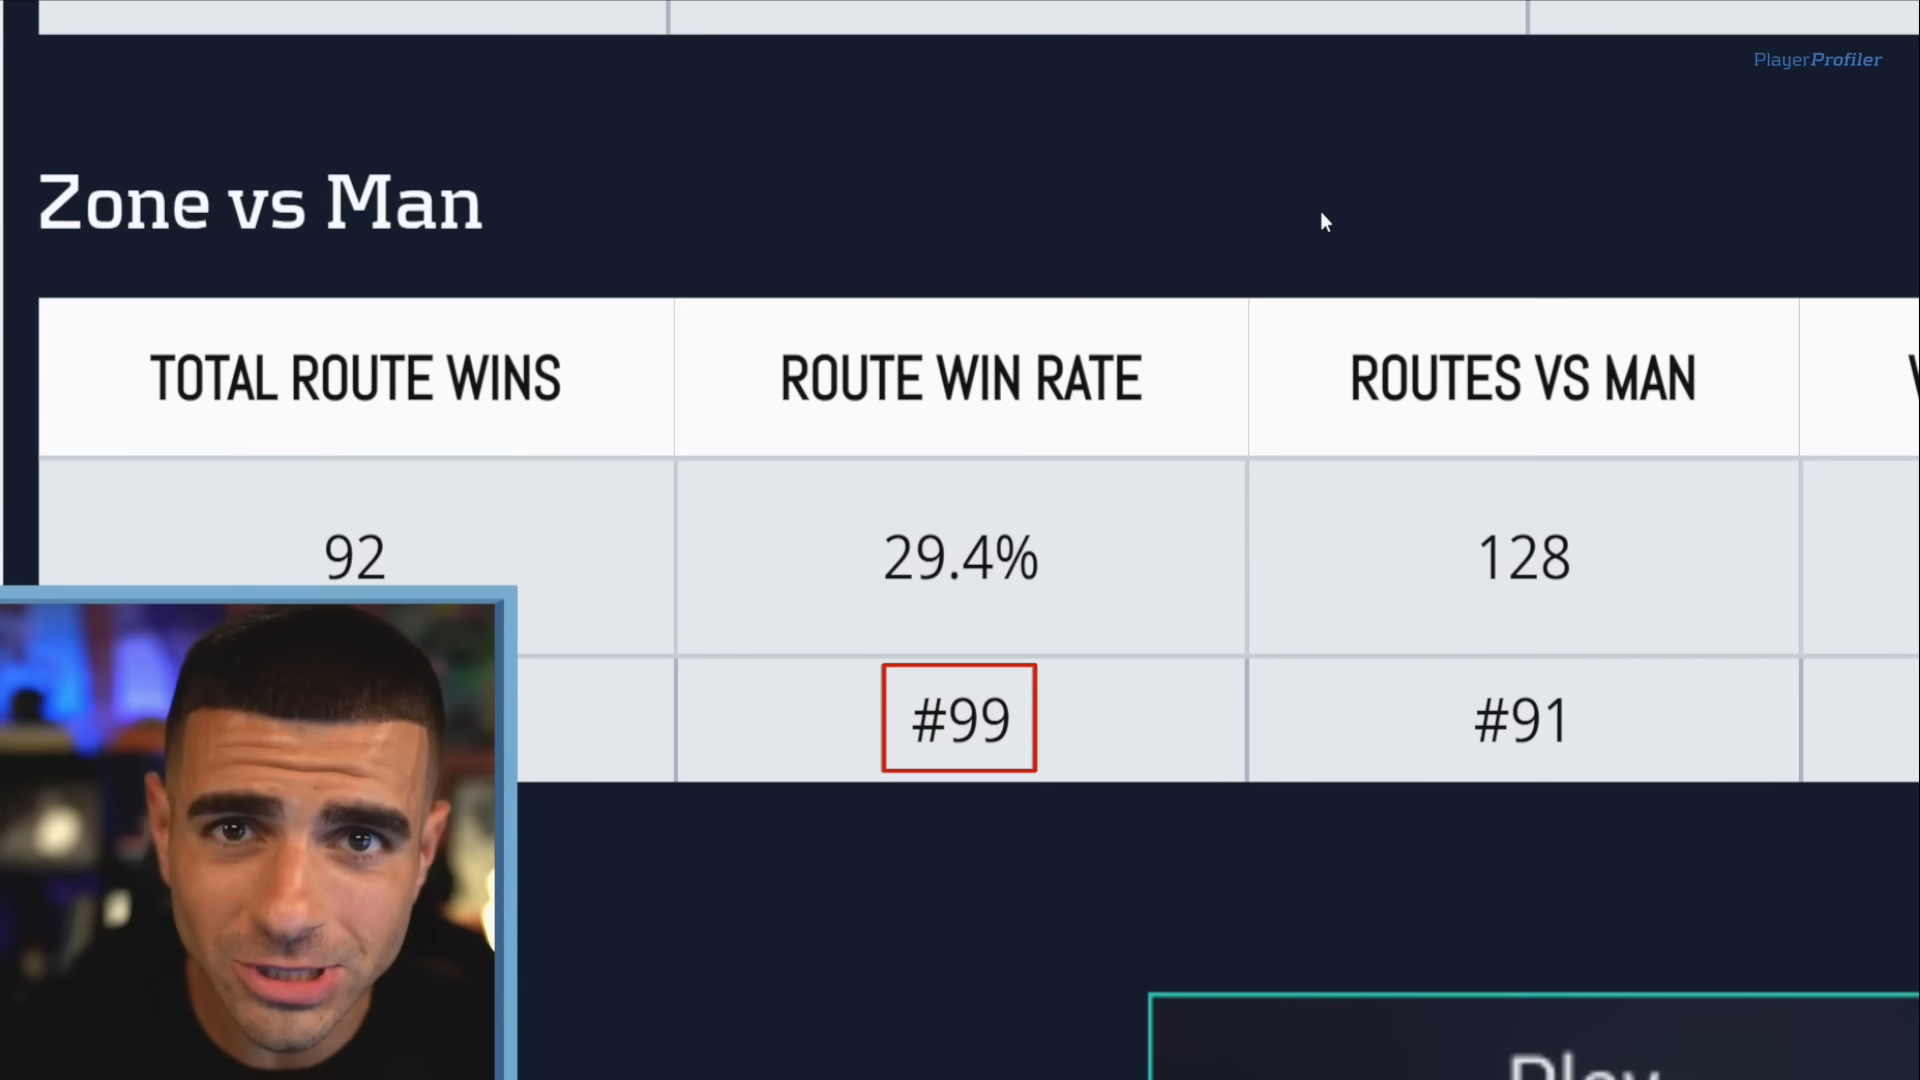 PlayerProfiler
Zone vs Man
TOTAL ROUTE WINS ROUTE WIN RATE ROUTES VS MAN
92 29.4% 128
#99 #91